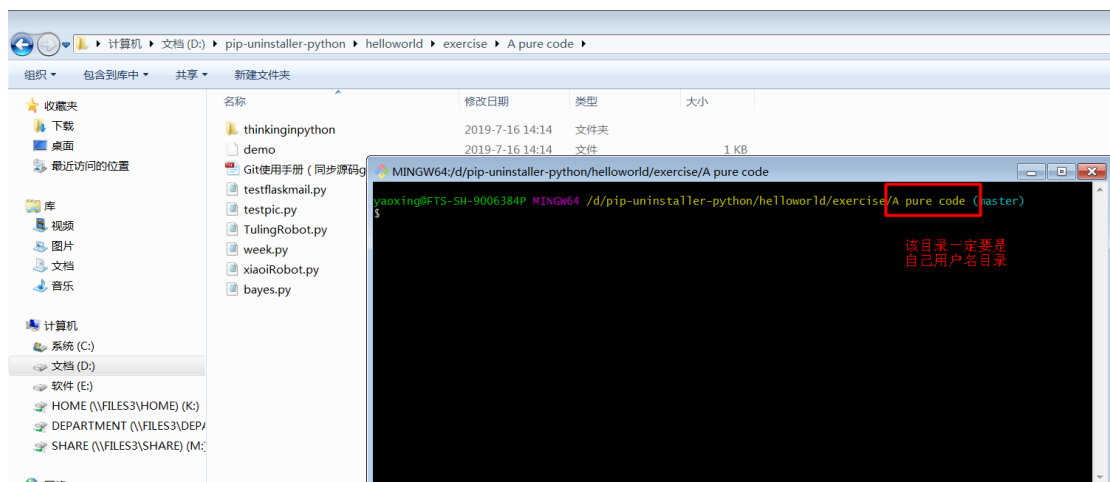 计算机 ▸ 文档 (D:) ▸ pip-uninstaller-python ▸ helloworld ▸ exercise ▸ A pure code ▸
组织 包含到库中 共享 新建文件夹
收藏夹
下载
桌面
最近访问的位置
库
视频
图片
文档
音乐
计算机
系统 (C:)
文档 (D:)
软件 (E:)
HOME (\\FILES3\HOME) (K:)
DEPARTMENT (\\FILES3\DEPA
SHARE (\\FILES3\SHARE) (M:
名称 修改日期 类型 大小
thinkinginpython 2019-7-16 14:14 文件夹
demo 2019-7-16 14:14 文件 1 KB
Git使用手册（同步源码g
testflaskmail.py
testpic.py
TulingRobot.py
week.py
xiaoiRobot.py
bayes.py
MINGW64:/d/pip-uninstaller-python/helloworld/exercise/A pure code
yaoxing@FTS-SH-9006384P MINGW64 /d/pip-uninstaller-python/helloworld/exercise/A pure code (master)
$
该目录一定要是
自己用户名目录